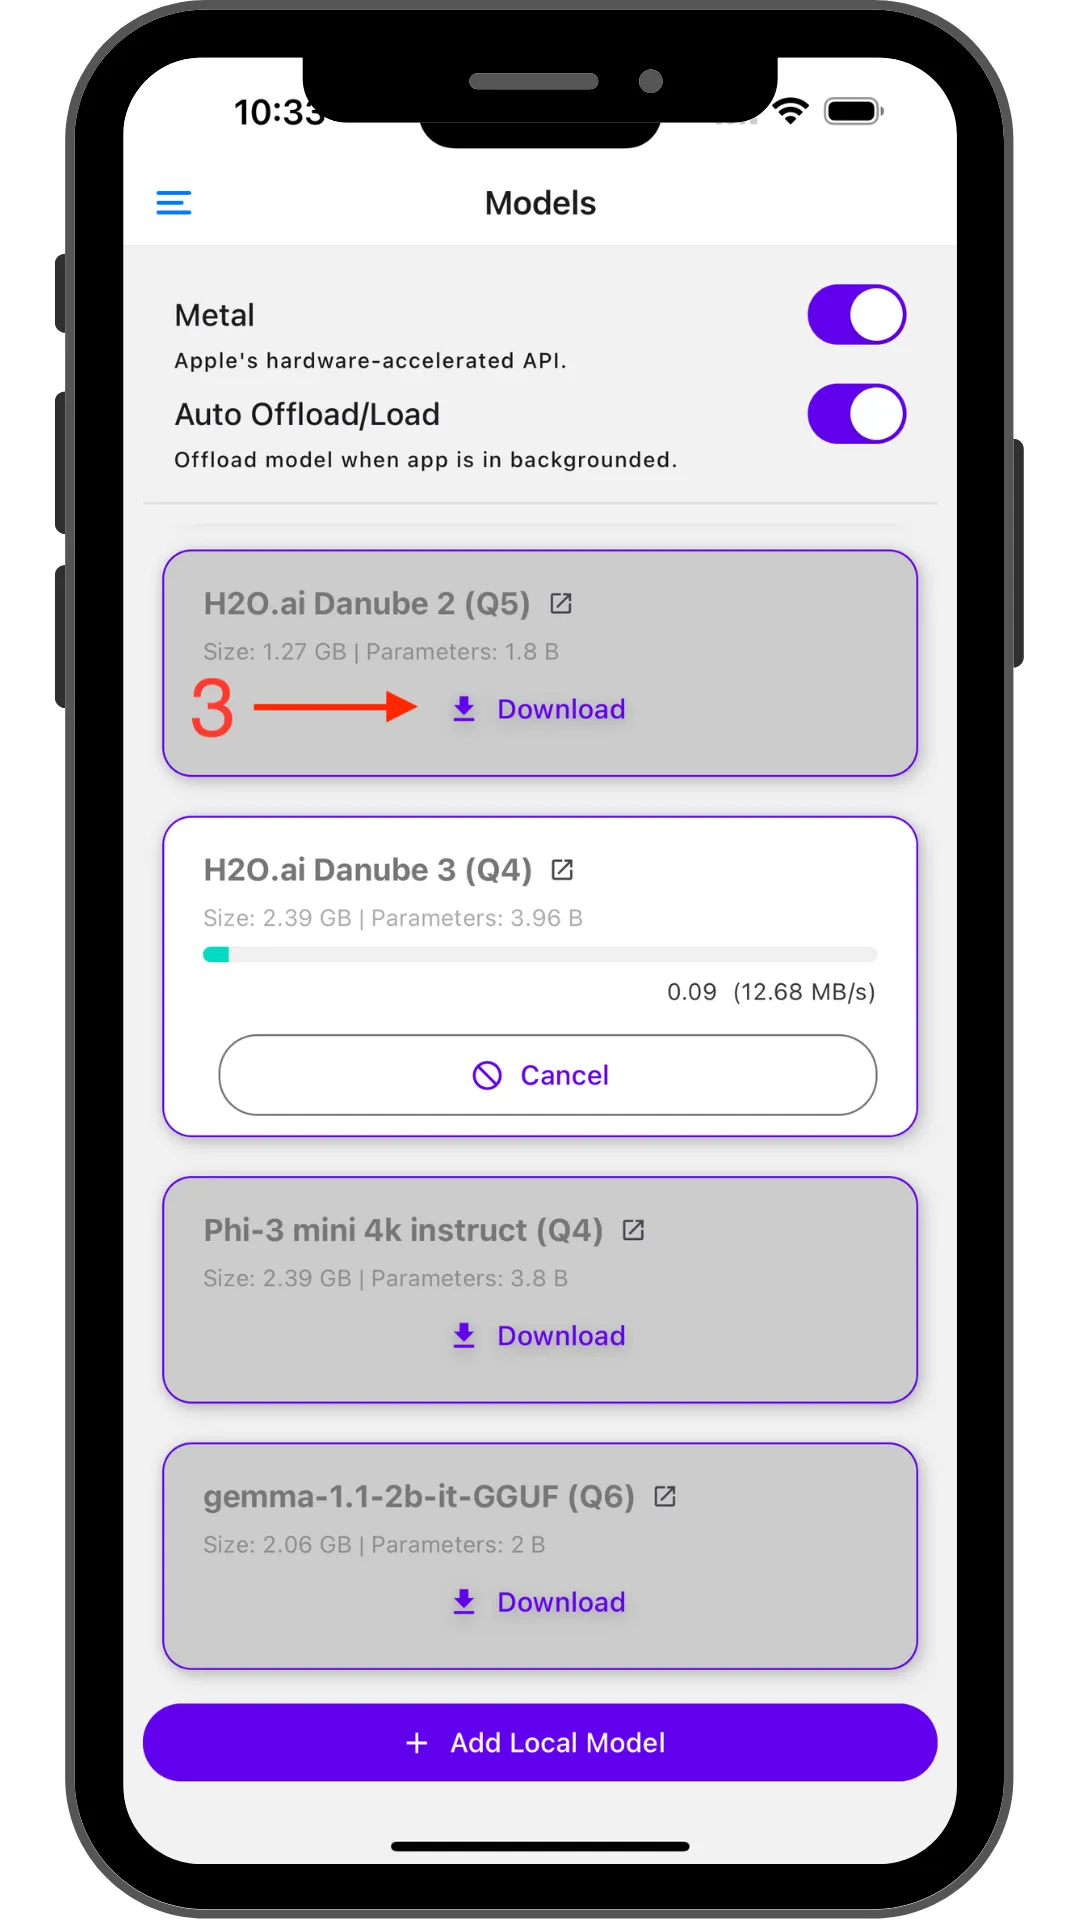 10:33
Models
Metal
Apple's hardware-accelerated API.
Auto Offload/Load
Offload model when app is in backgrounded.
H2O.ai Danube 2 (Q5)
Size: 1.27 GB | Parameters: 1.8 B
3
Download
H2O.ai Danube 3 (Q4)
Size: 2.39 GB | Parameters: 3.96 B
0.09 (12.68 MB/s)
Cancel
Phi-3 mini 4k instruct (Q4)
Size: 2.39 GB | Parameters: 3.8 B
Download
gemma-1.1-2b-it-GGUF (Q6)
Size: 2.06 GB | Parameters: 2 B
Download
+ Add Local Model